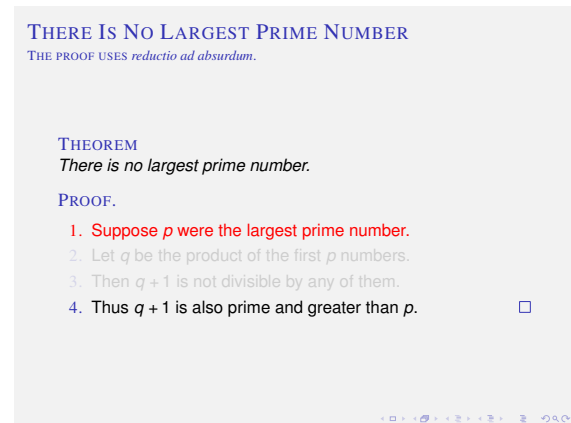 THERE IS NO LARGEST PRIME NUMBER
THE PROOF USES reductio ad absurdum.
THEOREM
There is no largest prime number.
PROOF.
1. Suppose p were the largest prime number.
2. Let q be the product of the first p numbers.
3. Then q + 1 is not divisible by any of them.
4. Thus q + 1 is also prime and greater than p.